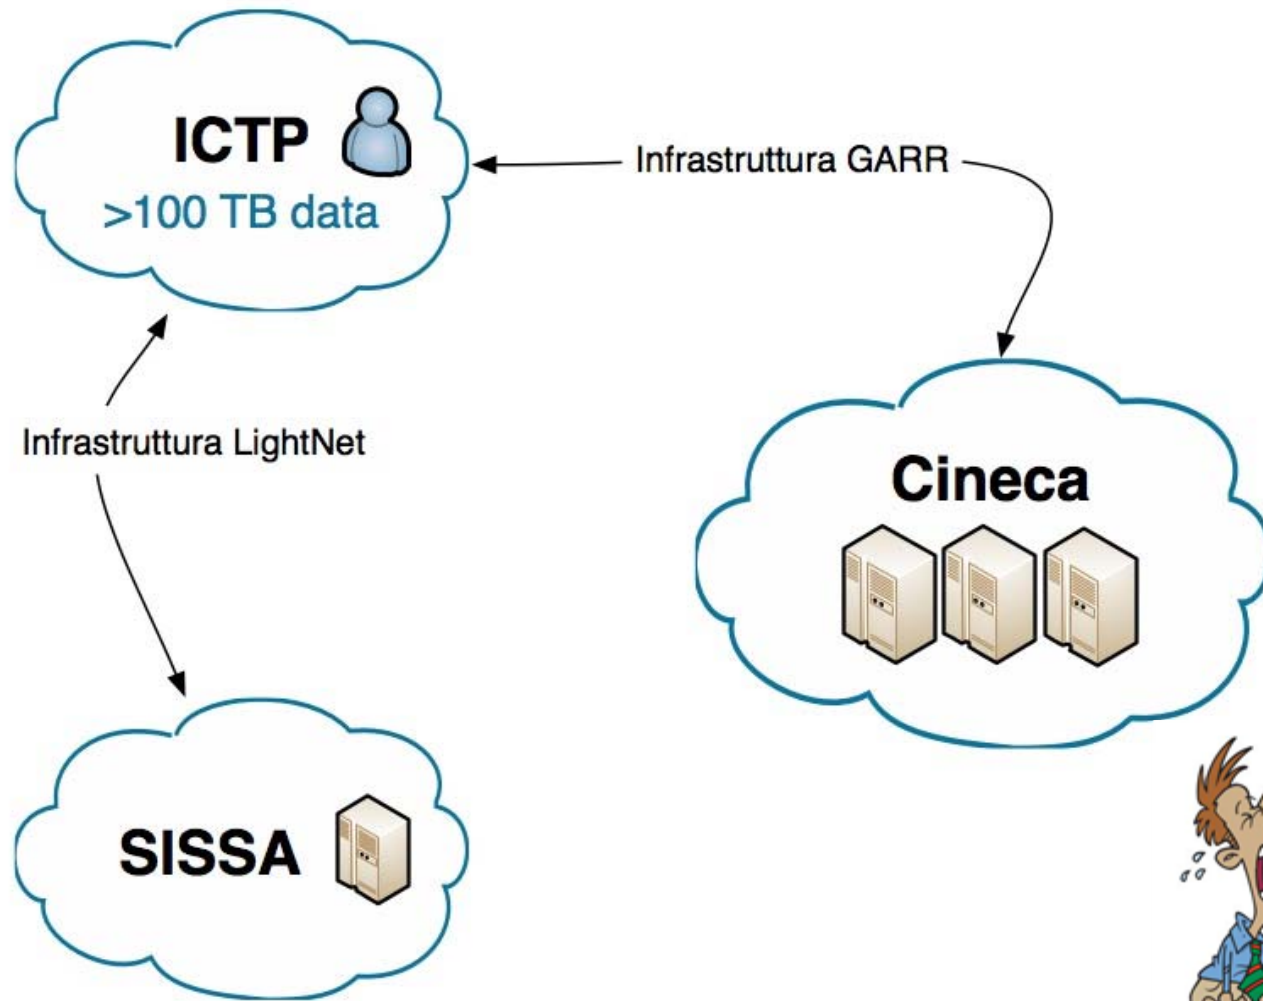 ICTP
>100 TB data
Infrastruttura GARR
Infrastruttura LightNet
Cineca
SISSA